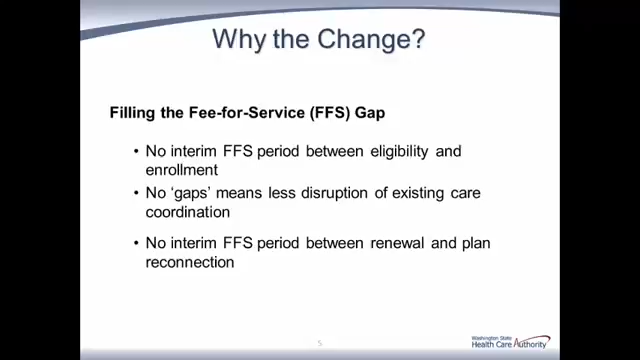 Why the Change?
Filling the Fee-for-Service (FFS) Gap
• No interim FFS period between eligibility and
enrollment
• No ‘gaps’ means less disruption of existing care
coordination
• No interim FFS period between renewal and plan
reconnection
5
Washington State
Health Care Authority